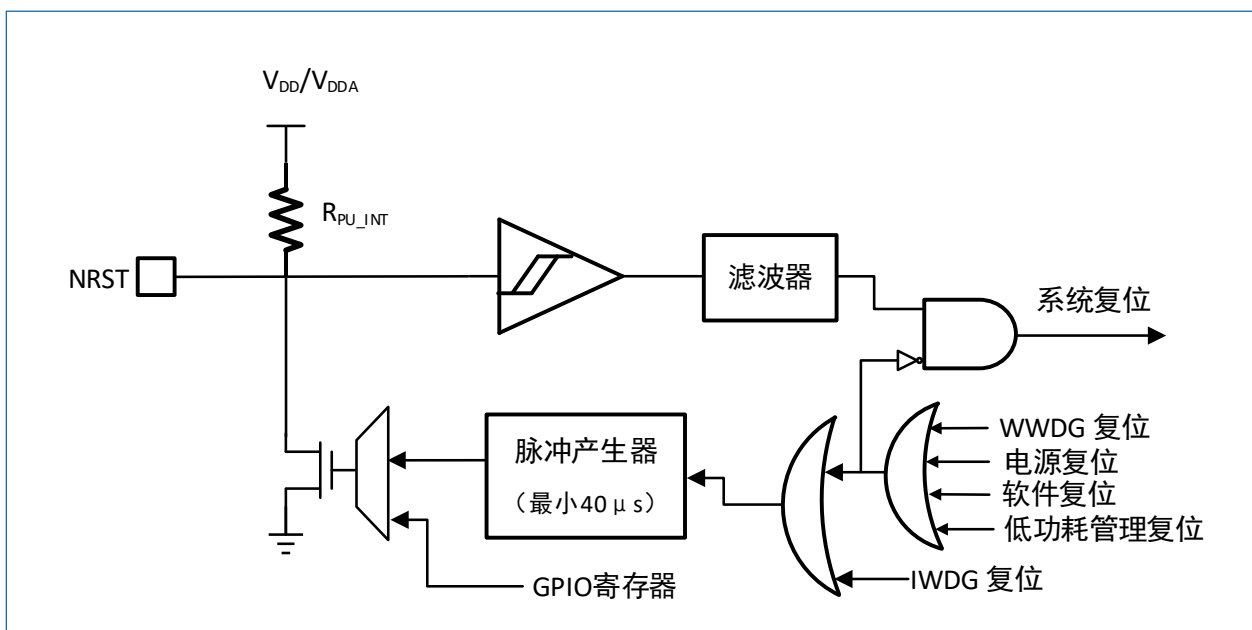 VDD/VDDA
RPU_INT
NRST
滤波器
系统复位
脉冲产生器
（最小40μs）
WWDG 复位
电源复位
软件复位
低功耗管理复位
IWDG 复位
GPIO寄存器